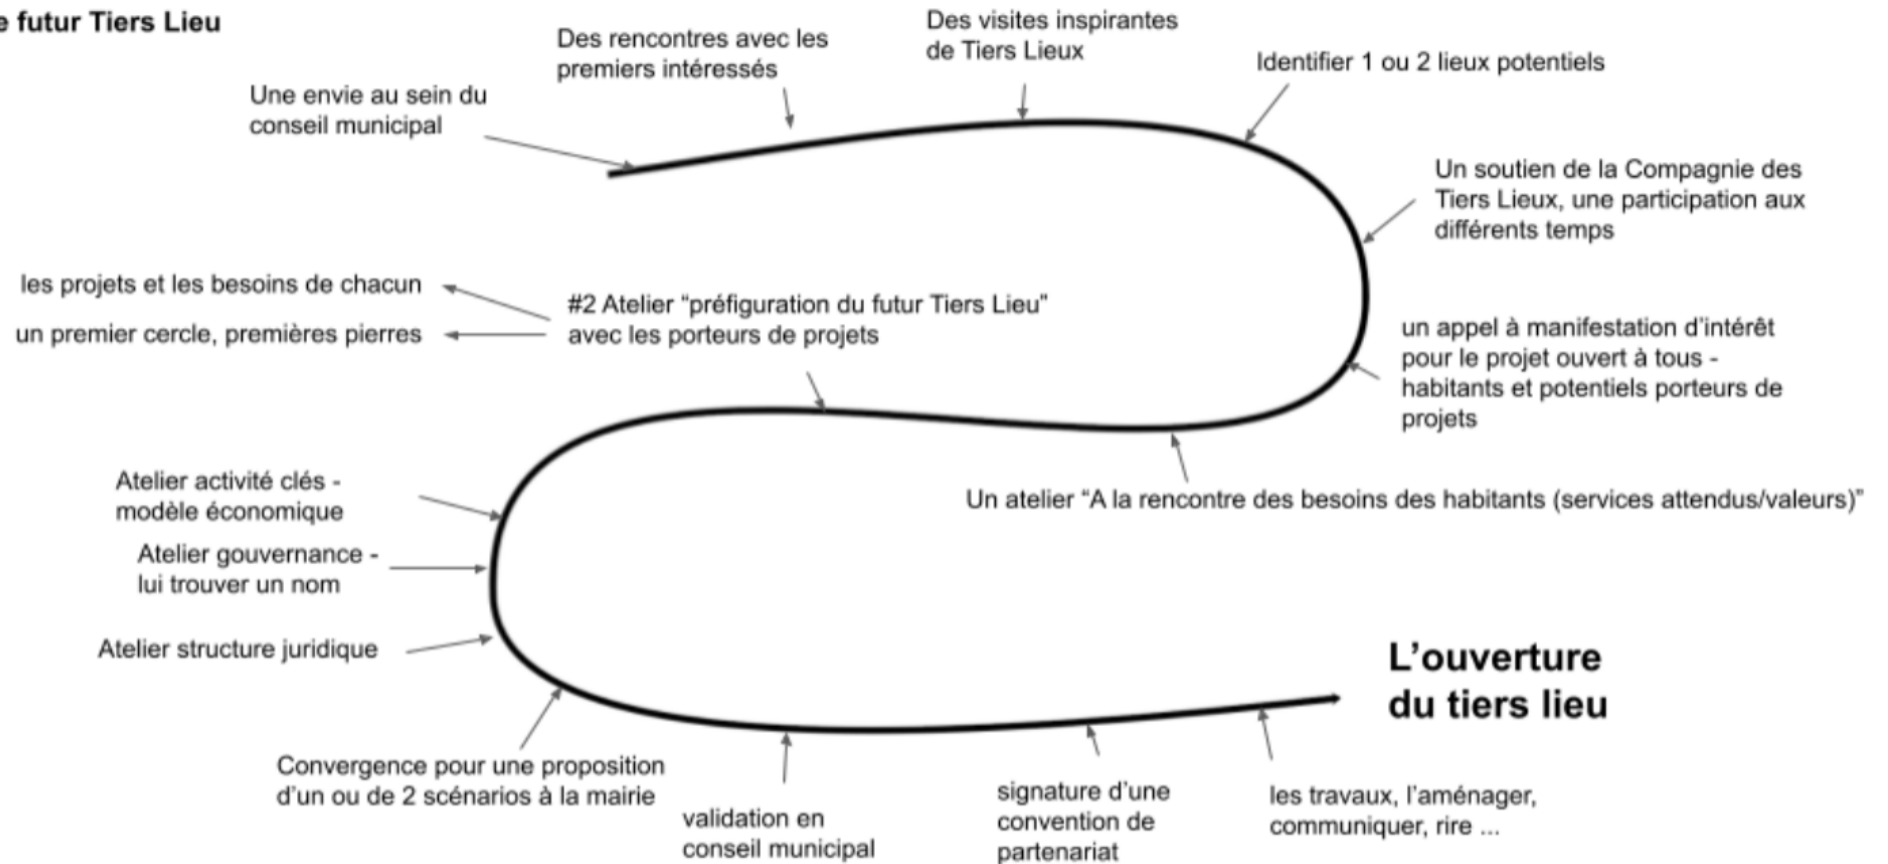 e futur Tiers Lieu
Une envie au sein du
conseil municipal
Des rencontres avec les
premiers intéressés
Des visites inspirantes
de Tiers Lieux
Identifier 1 ou 2 lieux potentiels
Un soutien de la Compagnie des
Tiers Lieux, une participation aux
différents temps
un appel à manifestation d’intérêt
pour le projet ouvert à tous -
habitants et potentiels porteurs de
projets
Un atelier “A la rencontre des besoins des habitants (services attendus/valeurs)”
#2 Atelier “préfiguration du futur Tiers Lieu”
avec les porteurs de projets
les projets et les besoins de chacun
un premier cercle, premières pierres
Atelier activité clés -
modèle économique
Atelier gouvernance -
lui trouver un nom
Atelier structure juridique
Convergence pour une proposition
d’un ou de 2 scénarios à la mairie
validation en
conseil municipal
signature d’une
convention de
partenariat
les travaux, l’aménager,
communiquer, rire ...
L’ouverture
du tiers lieu